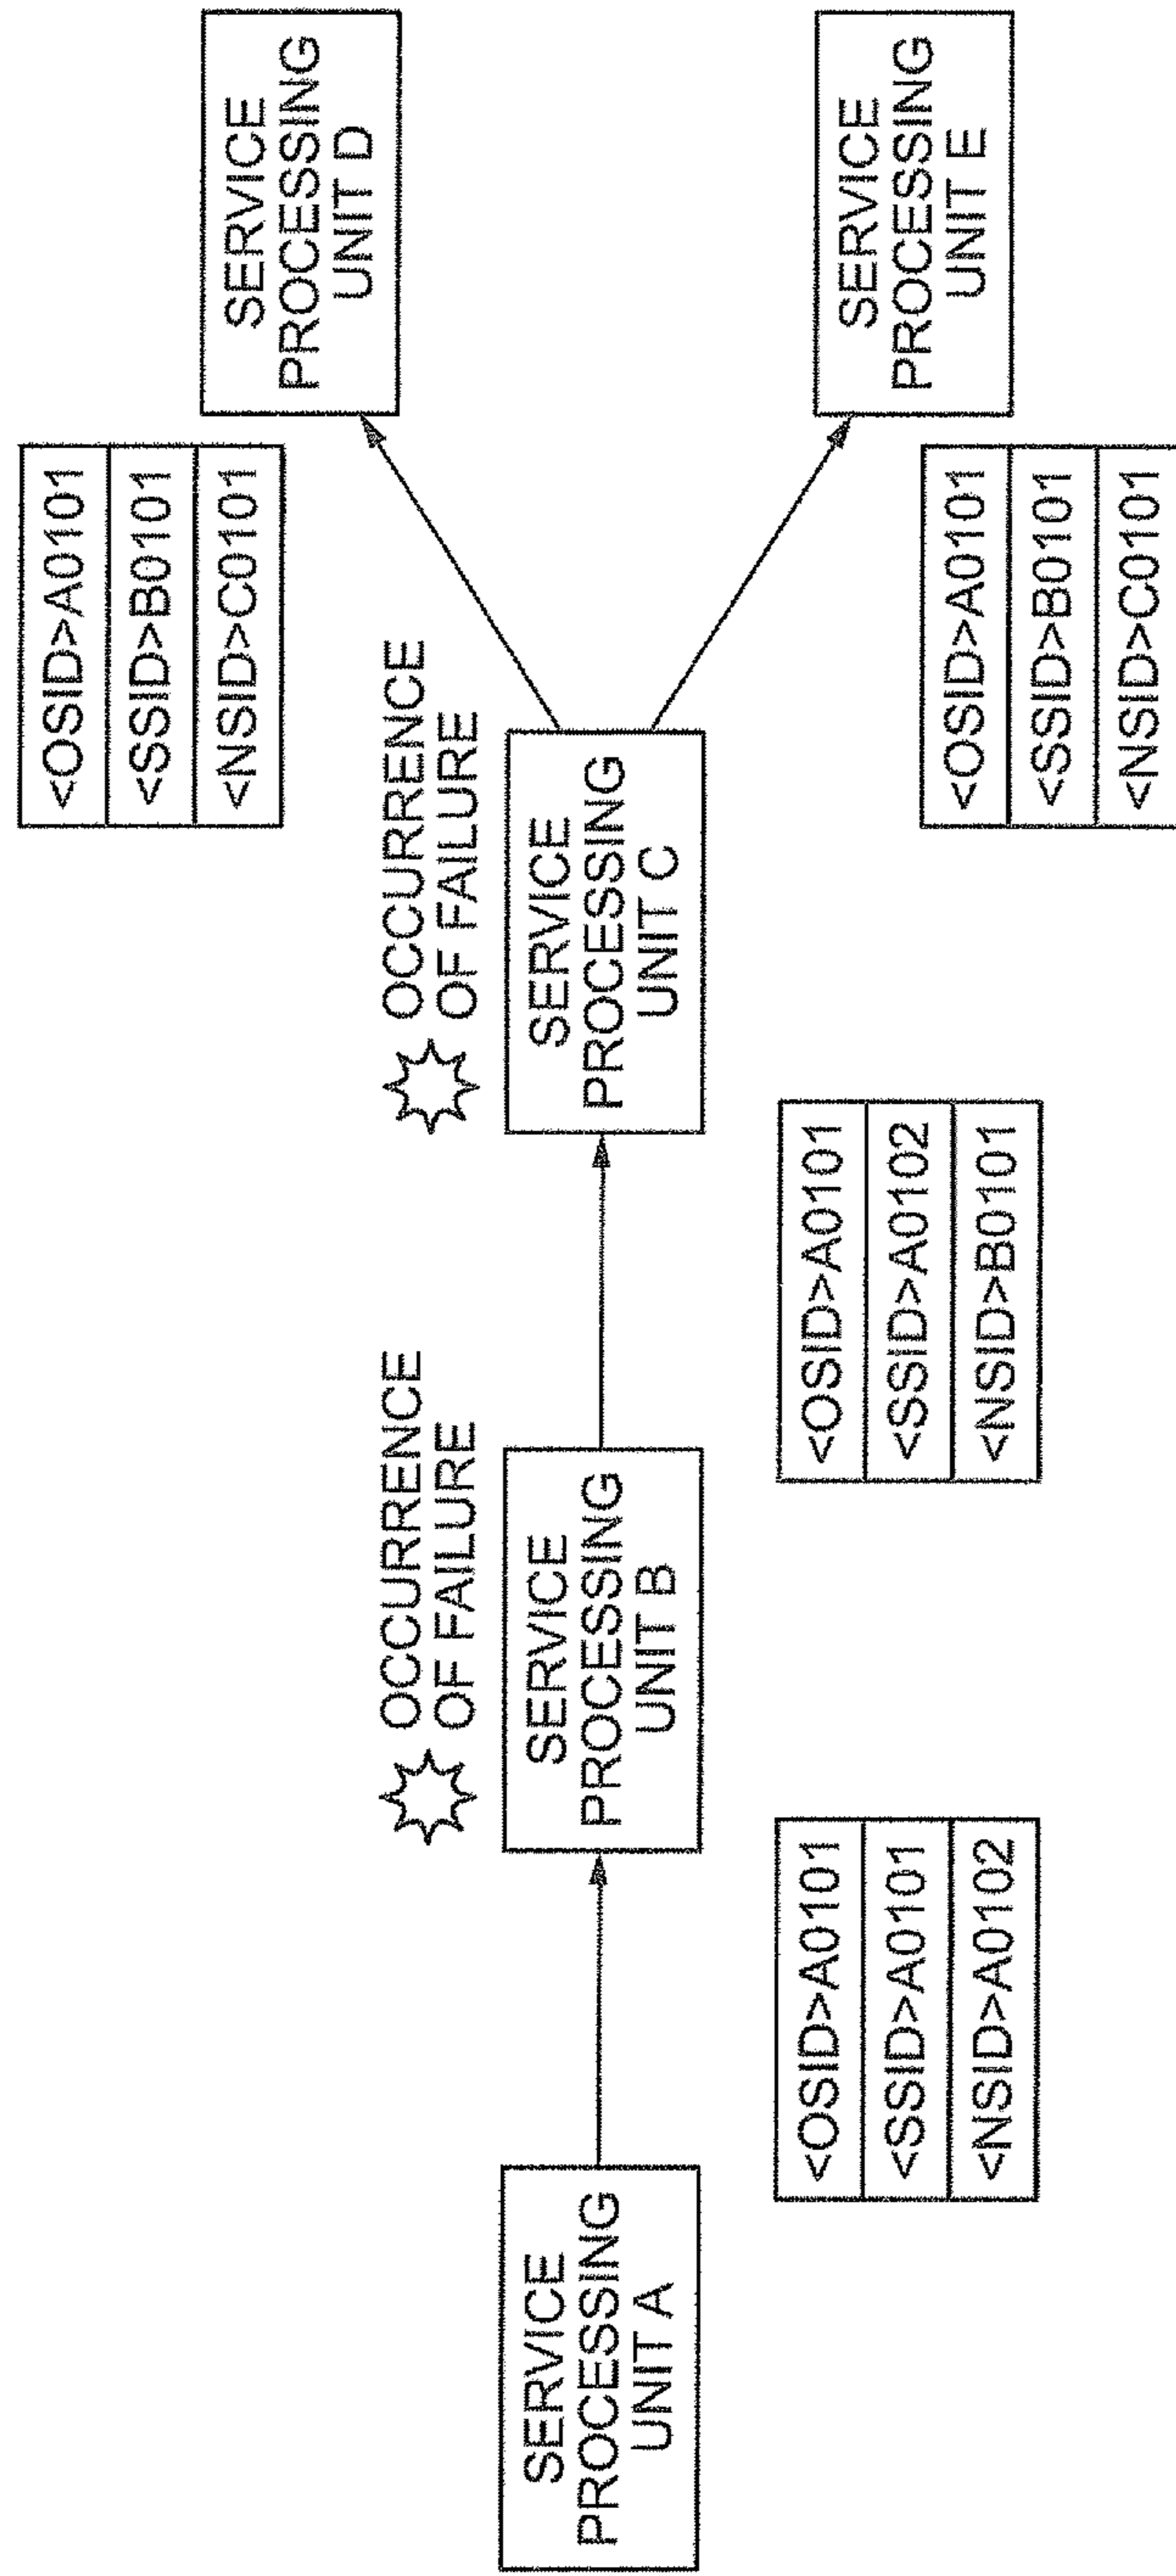 SERVICE
PROCESSING
UNIT A
<OSID>A0101
<SSID>A0101
<NSID>A0102
OCCURRENCE
OF FAILURE
SERVICE
PROCESSING
UNIT B
<OSID>A0101
<SSID>A0102
<NSID>B0101
OCCURRENCE
OF FAILURE
SERVICE
PROCESSING
UNIT C
<OSID>A0101
<SSID>B0101
<NSID>C0101
SERVICE
PROCESSING
UNIT D
<OSID>A0101
<SSID>B0101
<NSID>C0101
SERVICE
PROCESSING
UNIT E